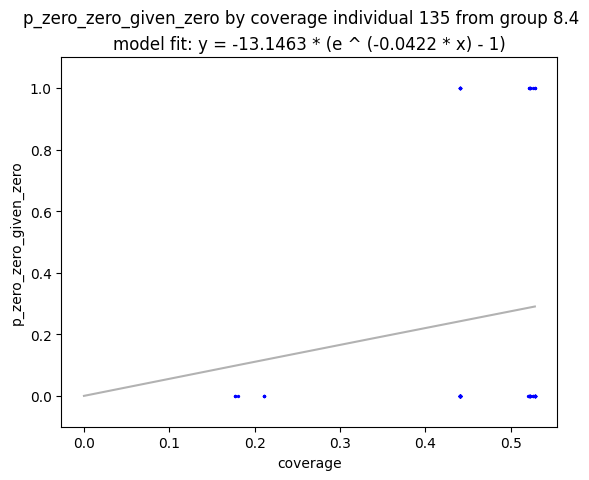 p_zero_zero_given_zero by coverage individual 135 from group 8.4
model fit: y = -13.1463 * (e ^ (-0.0422 * x) - 1)
1.0
0.8
0.6
0.4
0.2
0.0
p_zero_zero_given_zero
0.0 0.1 0.2 0.3 0.4 0.5
coverage